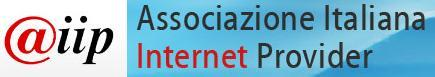 @iip
Associazione Italiana
Internet Provider